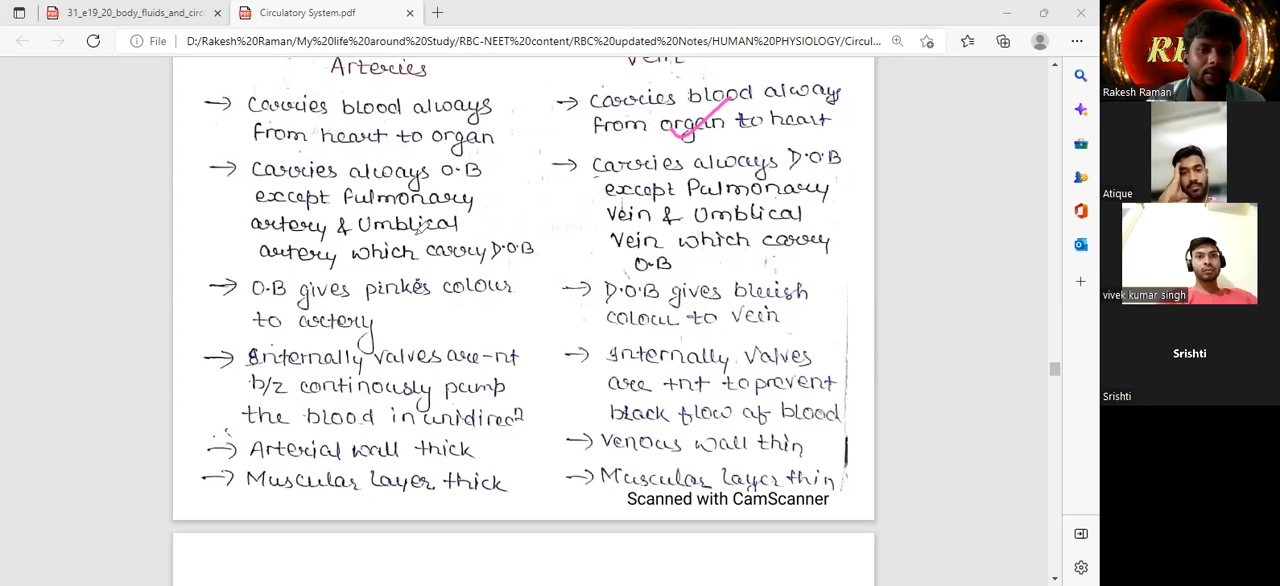 31_e19_20_body_fluids_and_circ
Circulatory System.pdf
File
D:/Rakesh%20Raman/My%20life%20around%20Study/RBC-NEET%20content/RBC%20updated%20Notes/HUMAN%20PHYSIOLOGY/Circul...
Arteries
Vein
→ Carries blood always
from heart to organ
→ Carries always O.B
except Pulmonary
artery & Umblical
artery which carry D.O.B
→ O.B gives pinkes colour
to artery
→ Internally valves are -nt
b/z continously pump
the blood in unidirecⁿ
→ Arterial wall thick
→ Muscular layer thick
→ Carries blood always
from organ to heart
→ Carries always D.O.B
except Pulmonary
Vein & Umblical
Vein which carry
O.B
→ D.O.B gives bluish
colour to vein
→ Internally valves
are +nt to prevent
black flow of blood
→ Venous wall thin
→ Muscular layer thin
Scanned with CamScanner
Rakesh Raman
Atique
vivek kumar singh
Srishti
Srishti